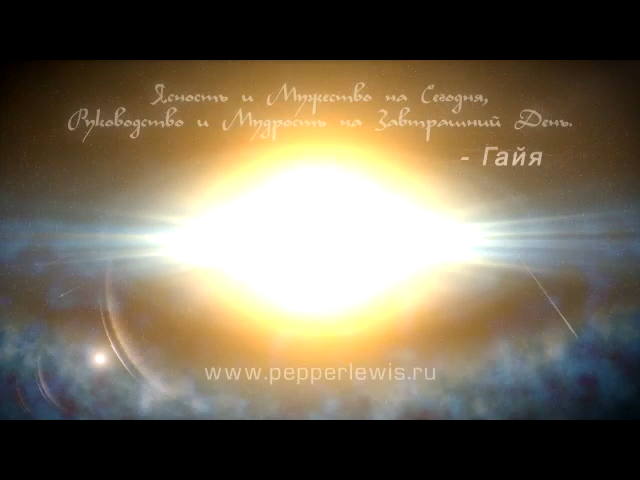 Ясность и Мужество на Сегодня,
Руководство и Мудрость на Завтрашний День.
- Гайя
www.pepperlewis.ru